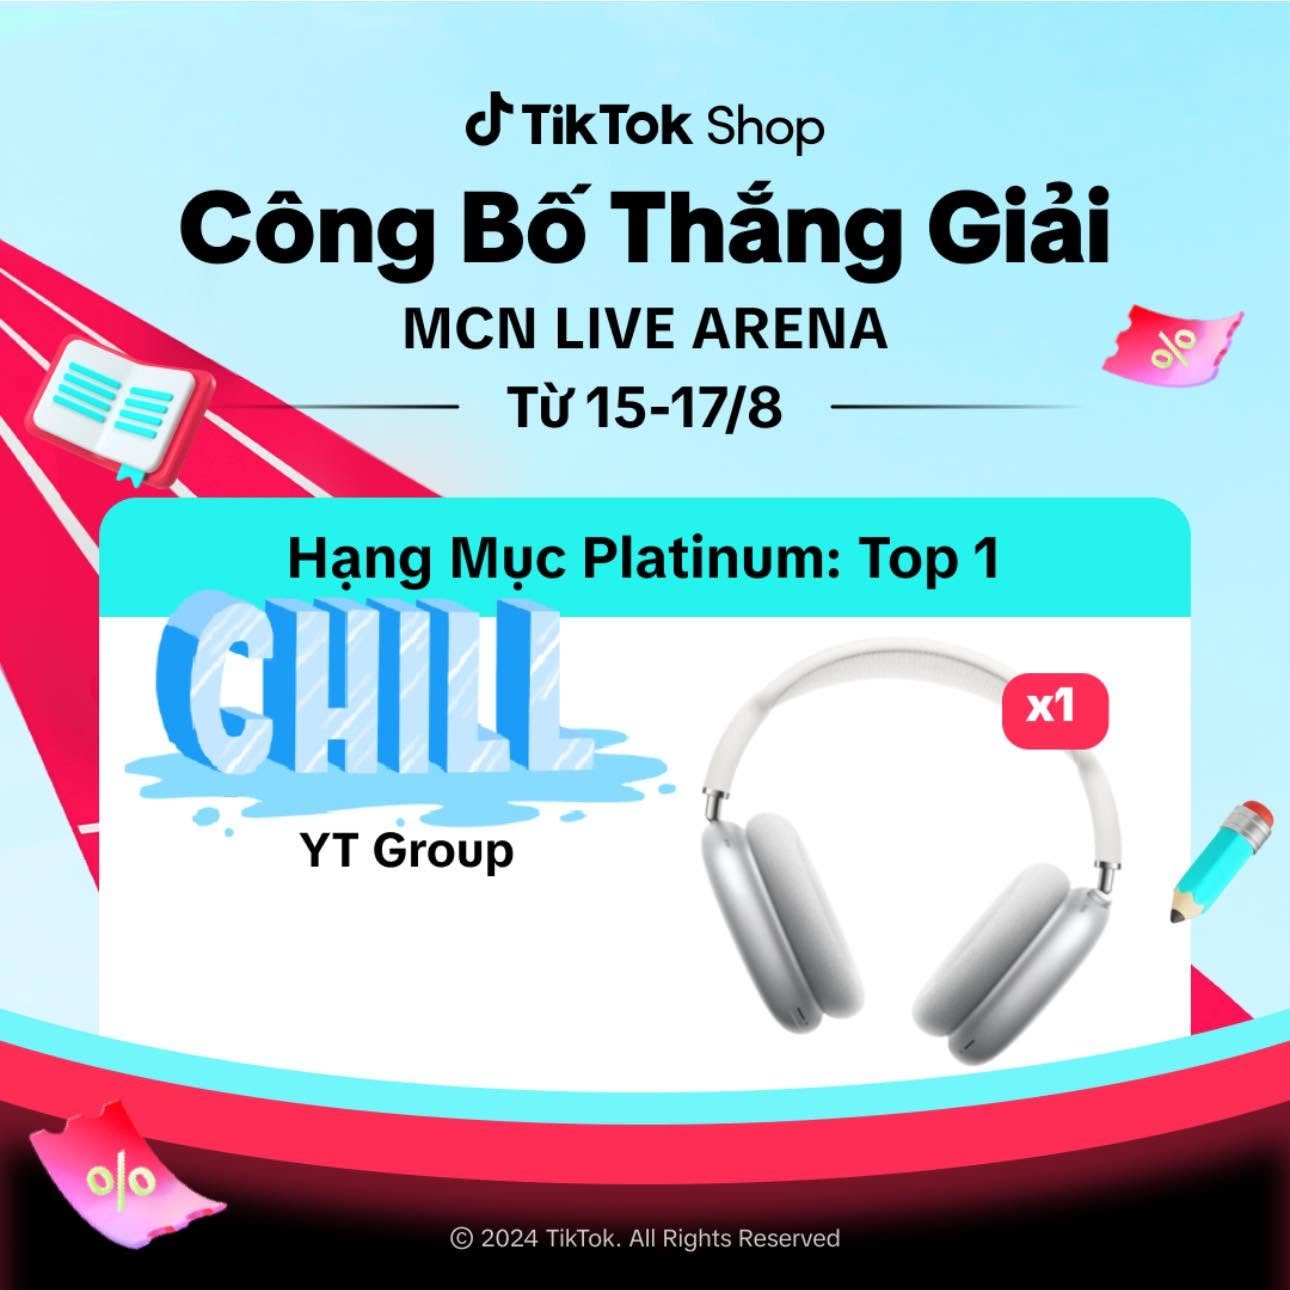 TikTok Shop
Công Bố Thắng Giải
MCN LIVE ARENA
Từ 15-17/8
%
Hạng Mục Platinum: Top 1
CHILL
x1
YT Group
%
© 2024 TikTok. All Rights Reserved